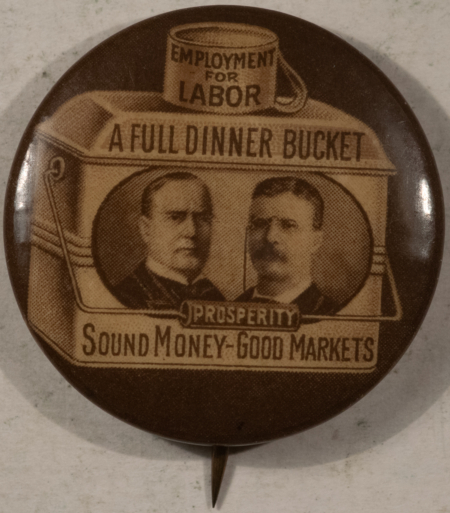 EMPLOYMENT
FOR
LABOR
A FULL DINNER BUCKET
PROSPERITY
SOUND MONEY-GOOD MARKETS